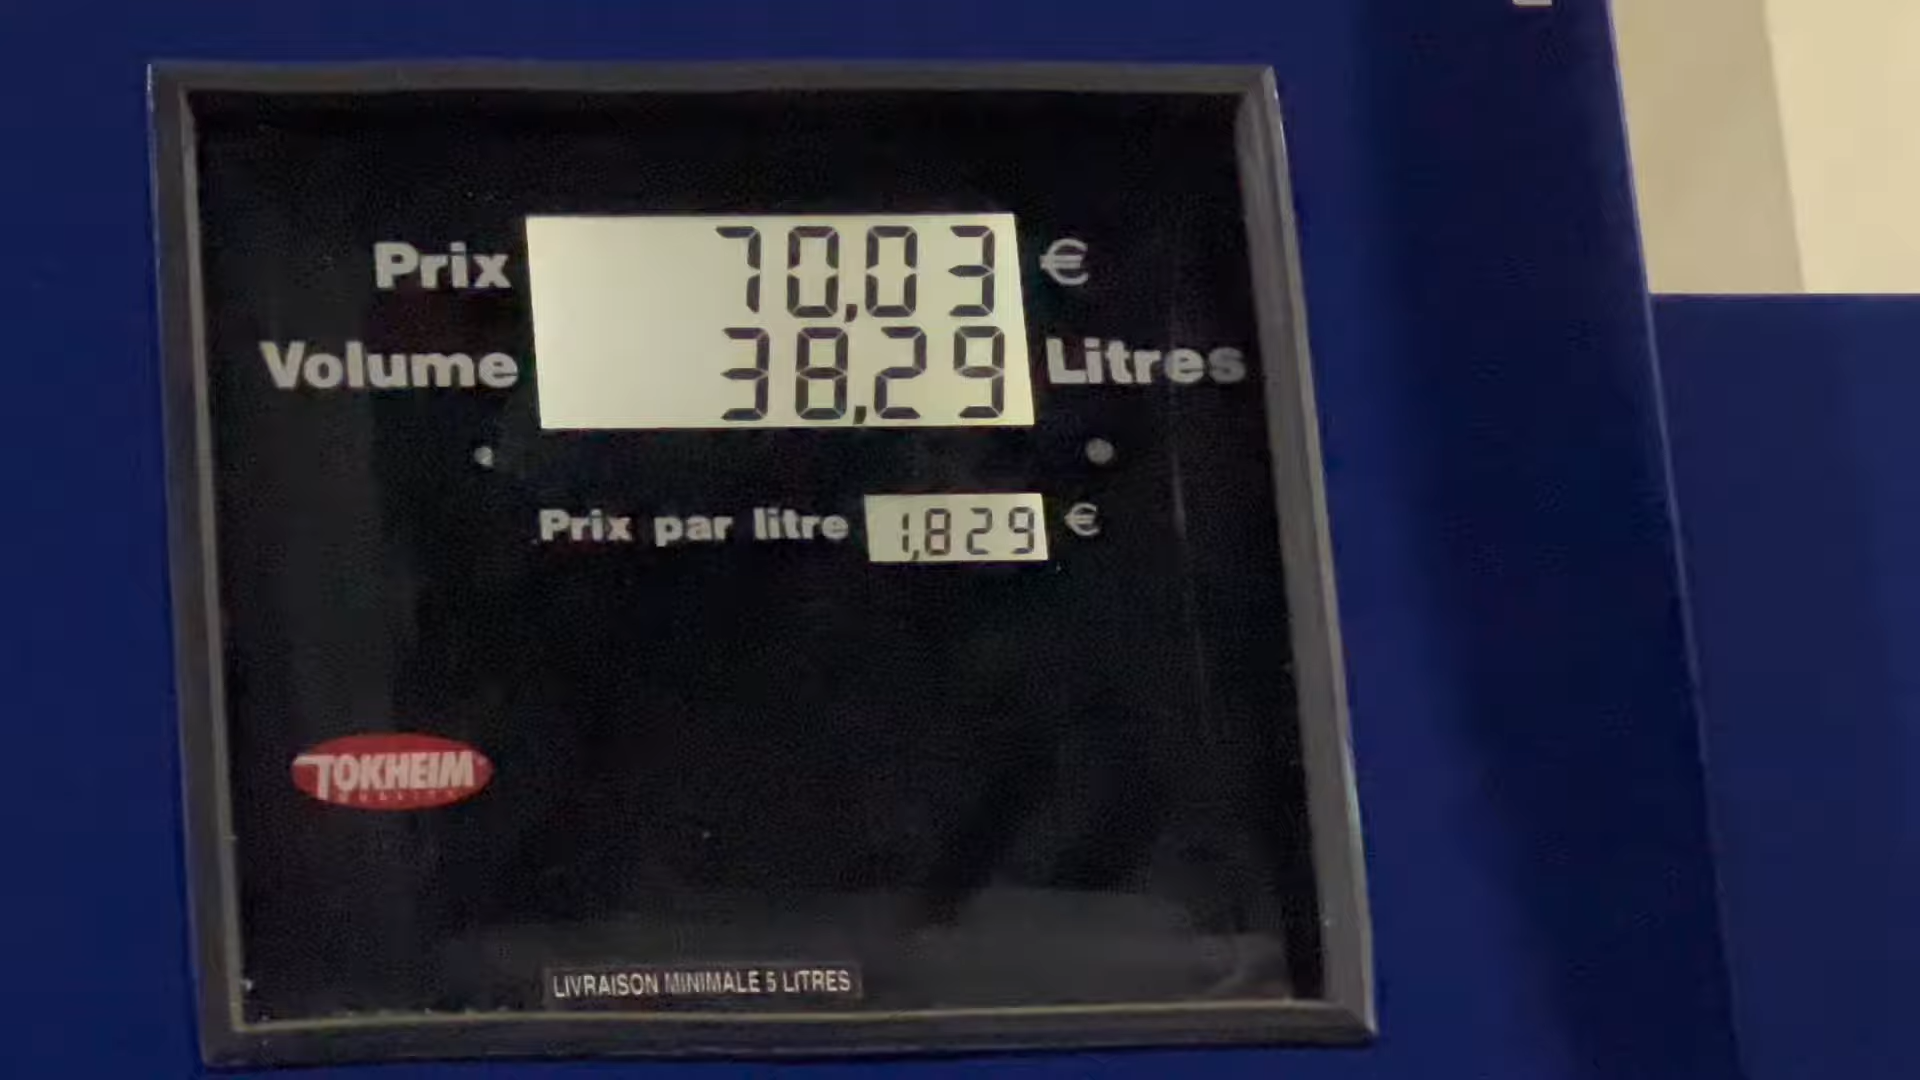 Prix 70,03 €
Volume 38,29 Litres
Prix par litre 1,829 €
TOKHEIM
LIVRAISON MINIMALE 5 LITRES